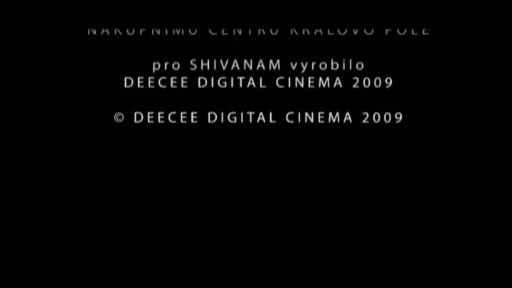 NÁKUPNÍMU CENTRU KRÁLOVO POLE
pro SHIVANAM vyrobilo
DEECEE DIGITAL CINEMA 2009
© DEECEE DIGITAL CINEMA 2009